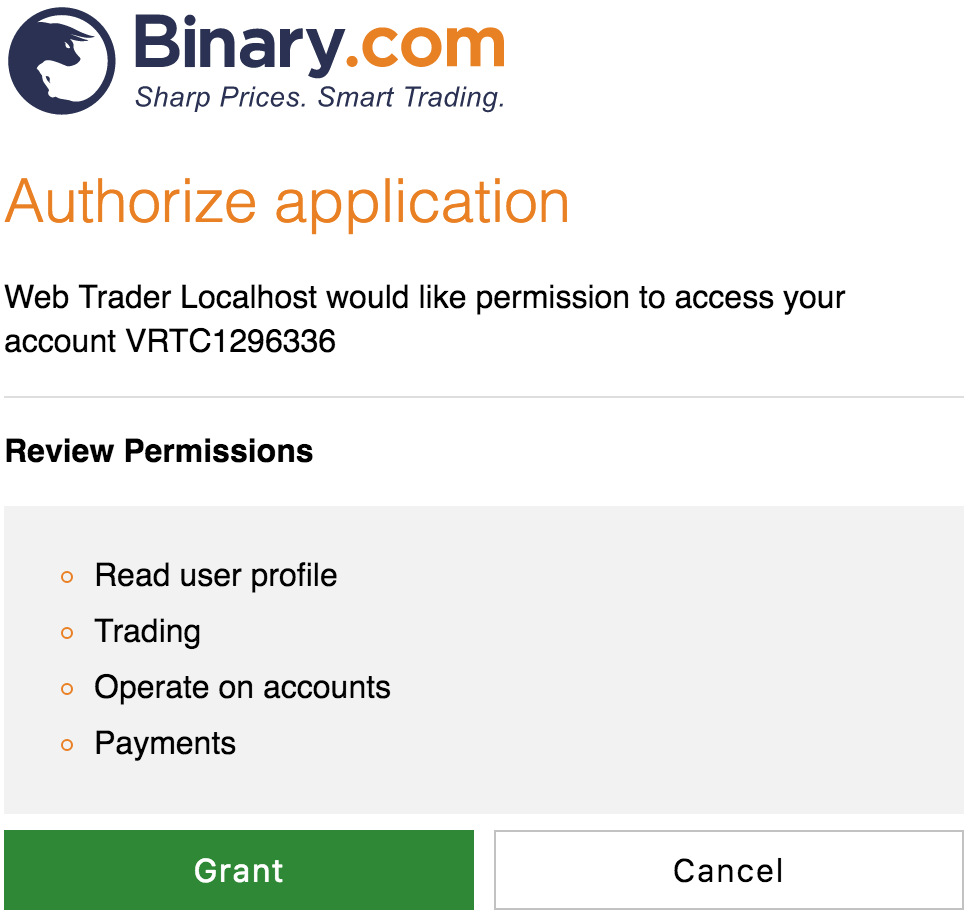 Binary.com
Sharp Prices. Smart Trading.
Authorize application
Web Trader Localhost would like permission to access your
account VRTC1296336
Review Permissions
Read user profile
Trading
Operate on accounts
Payments
Grant
Cancel